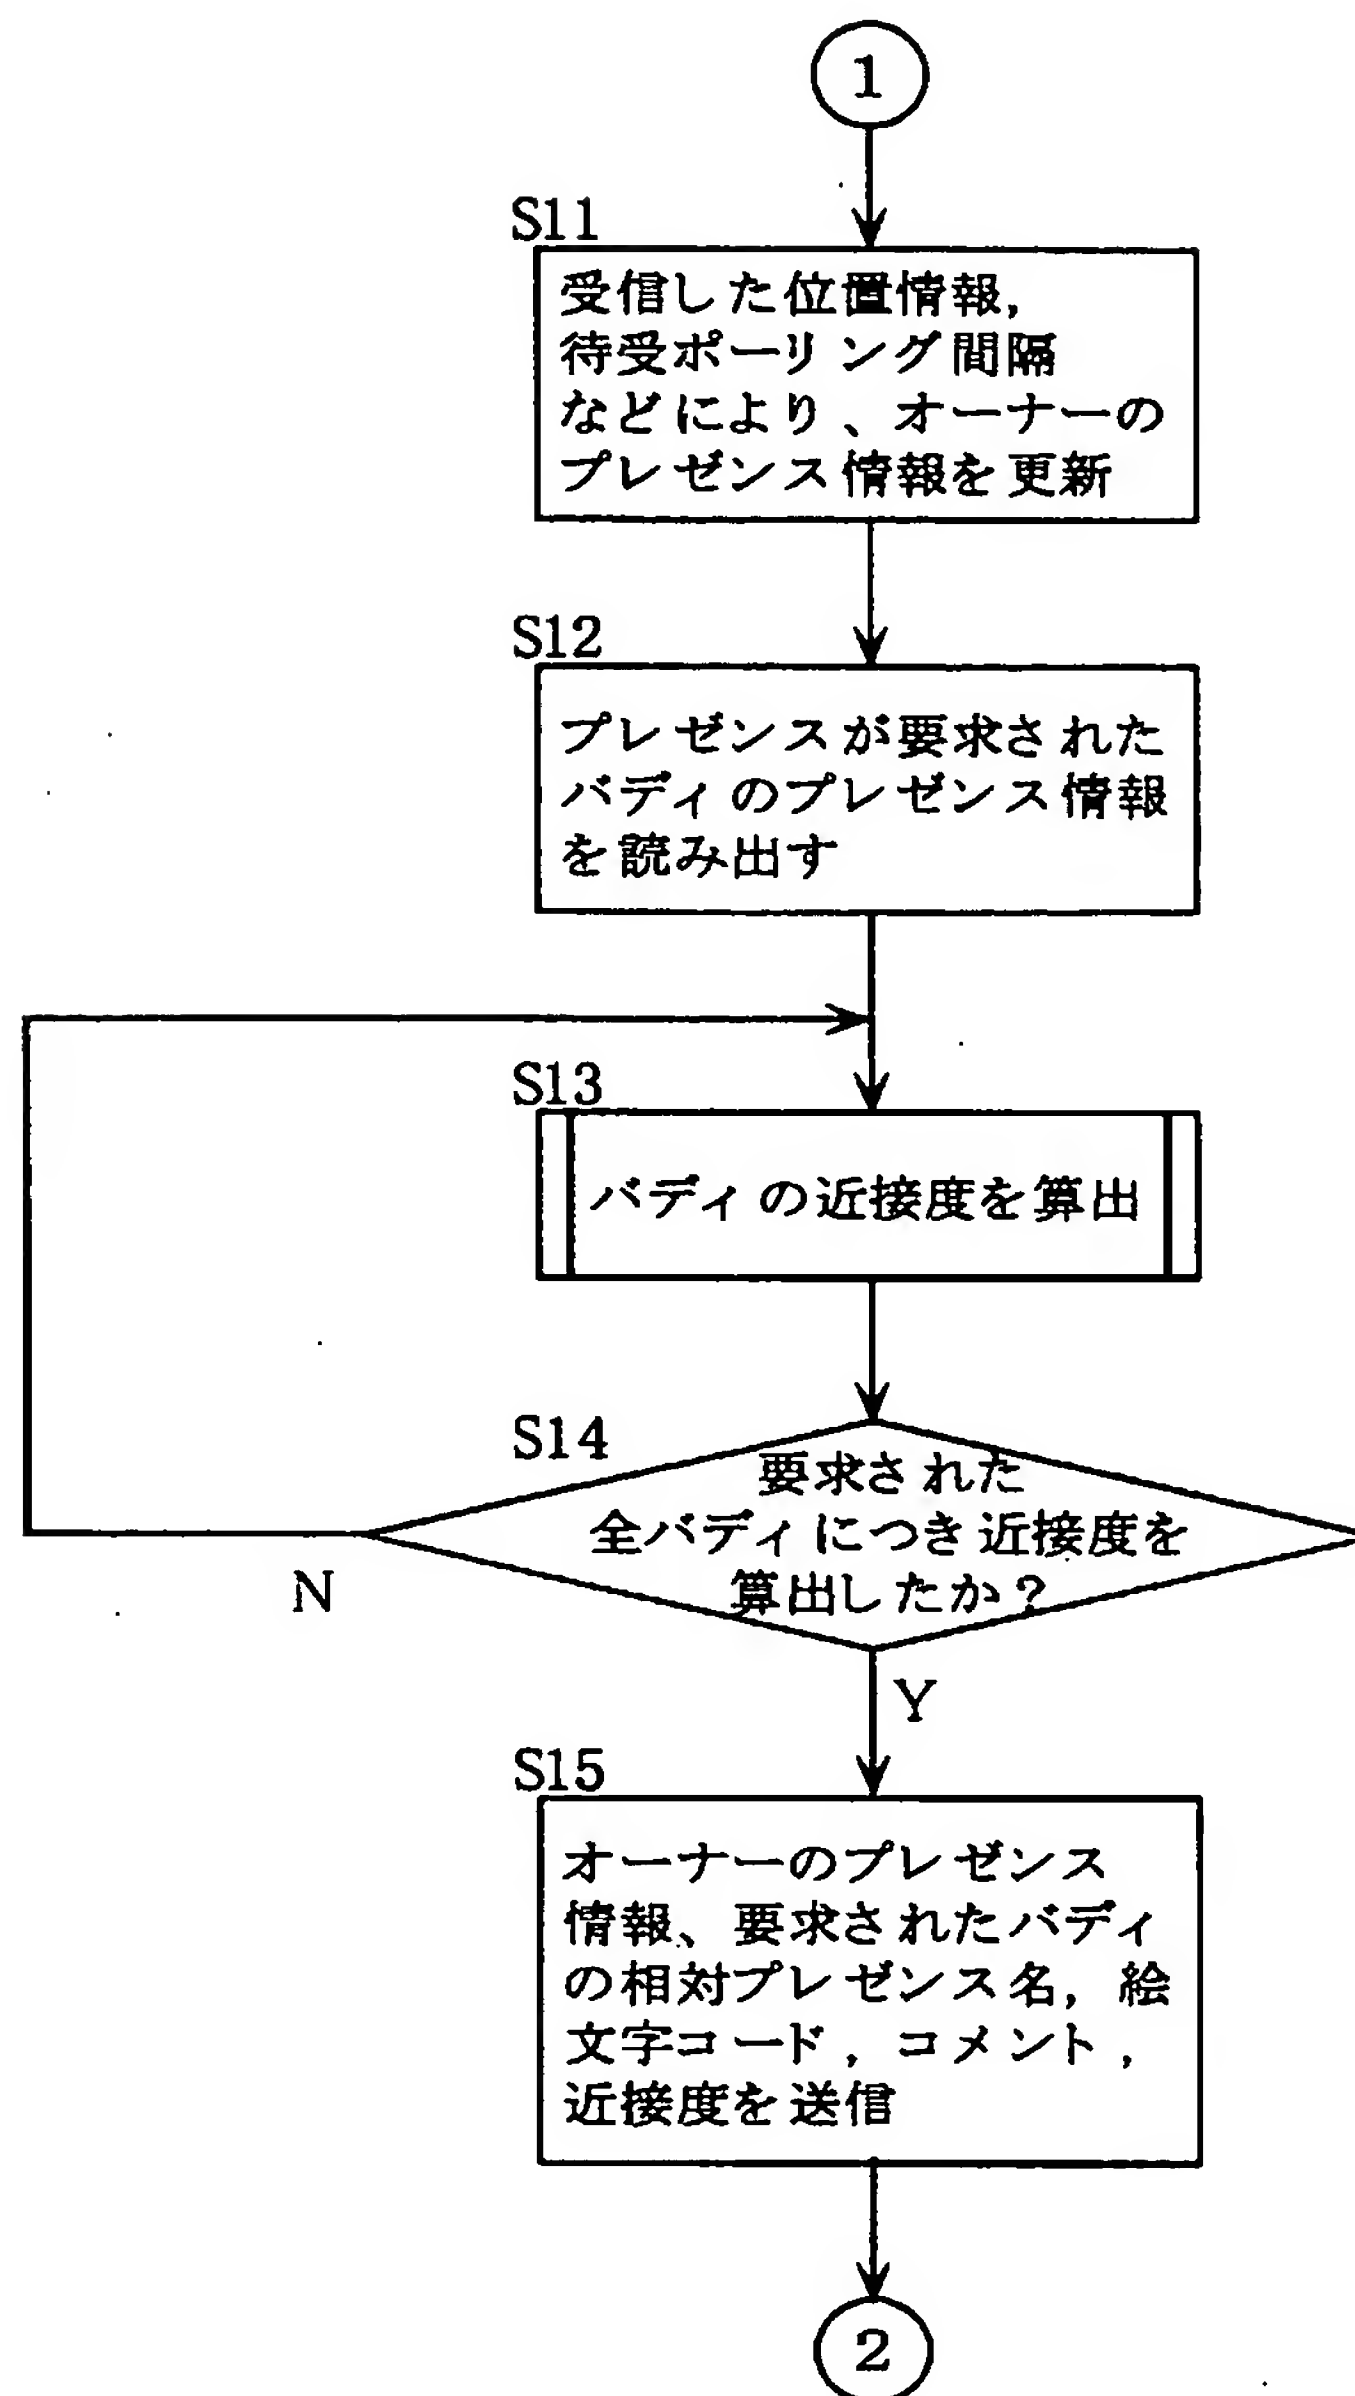 1
S11
受信した位置情報,
待受ポーリング間隔
などにより、オーナーの
プレゼンス情報を更新
S12
プレゼンスが要求された
バディのプレゼンス情報
を読み出す
S13
バディの近接度を算出
S14
要求された
全バディにつき近接度を
算出したか?
N
Y
S15
オーナーのプレゼンス
情報、要求されたバディ
の相対プレゼンス名, 絵
文字コード, コメント,
近接度を送信
2